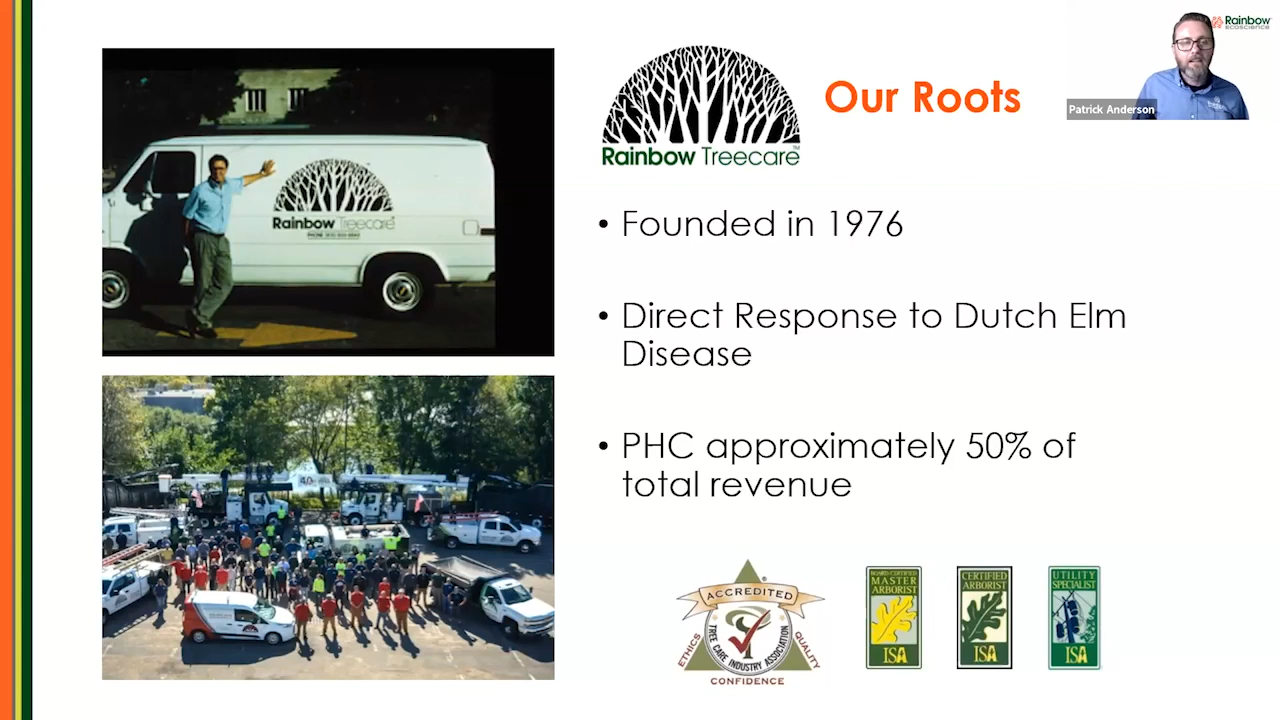 Rainbow
ecoscience
Patrick Anderson
Our Roots
Rainbow Treecare™
Rainbow Treecare
PHONE
• Founded in 1976
• Direct Response to Dutch Elm
Disease
• PHC approximately 50% of
total revenue
ACCREDITED
ETHICS
TREE CARE INDUSTRY ASSOCIATION
QUALITY
CONFIDENCE
BOARD CERTIFIED
MASTER
ARBORIST
ISA
CERTIFIED
ARBORIST
ISA
UTILITY
SPECIALIST
ISA